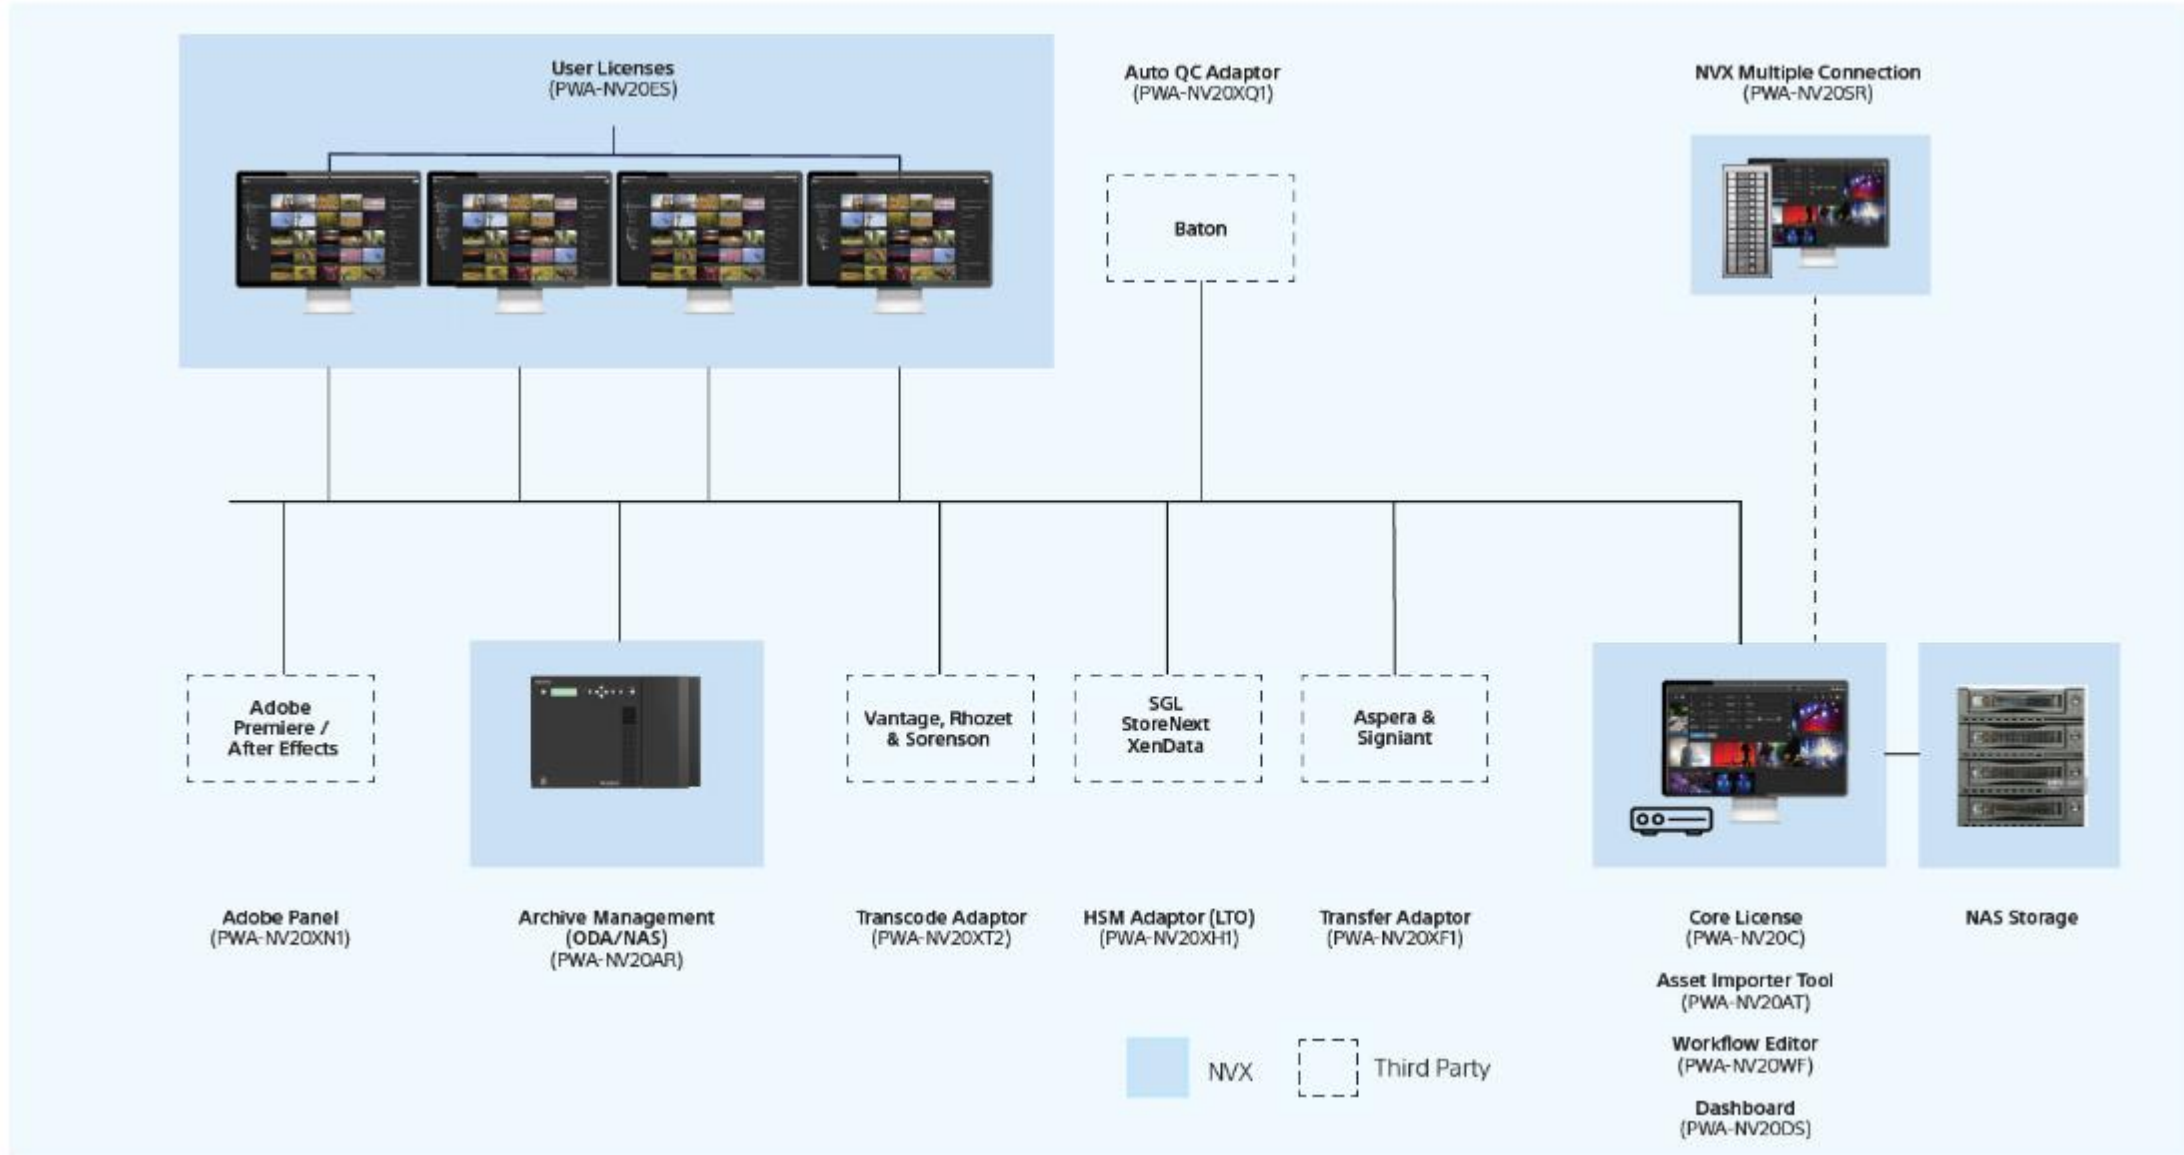 User Licenses
(PWA-NV20ES)
Auto QC Adaptor
(PWA-NV20XQ1)
NVX Multiple Connection
(PWA-NV20SR)
Baton
Adobe
Premiere /
After Effects
Vantage, Rhozet
& Sorenson
SGL
StoreNext
XenData
Aspera &
Signiant
Adobe Panel
(PWA-NV20XN1)
Archive Management
(ODA/NAS)
(PWA-NV20AR)
Transcode Adaptor
(PWA-NV20XT2)
HSM Adaptor (LTO)
(PWA-NV20XH1)
Transfer Adaptor
(PWA-NV20XF1)
Core License
(PWA-NV20C)
NAS Storage
Asset Importer Tool
(PWA-NV20AT)
Workflow Editor
(PWA-NV20WF)
Dashboard
(PWA-NV20DS)
NVX
Third Party